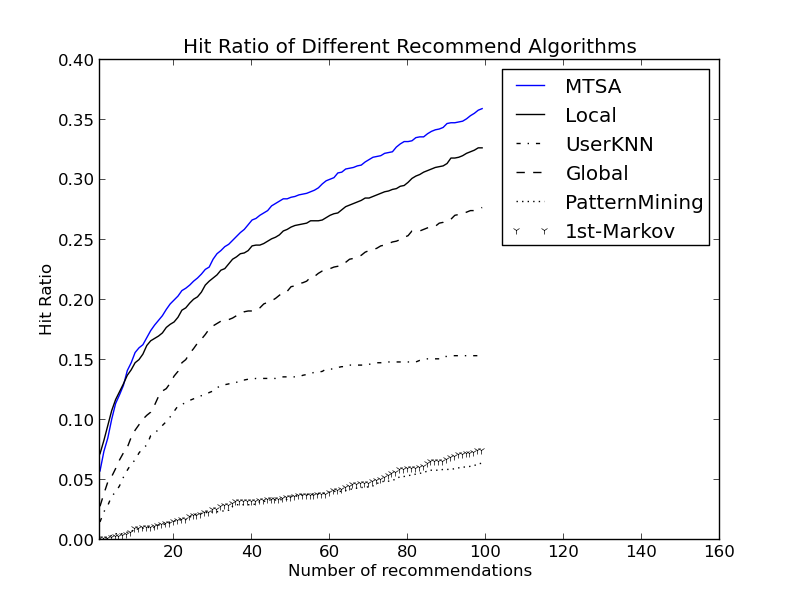 Hit Ratio of Different Recommend Algorithms
0.40
0.35
0.30
0.25
0.20
0.15
0.10
0.05
0.00
Hit Ratio
MTSA
Local
UserKNN
Global
PatternMining
1st-Markov
20 40 60 80 100 120 140 160
Number of recommendations